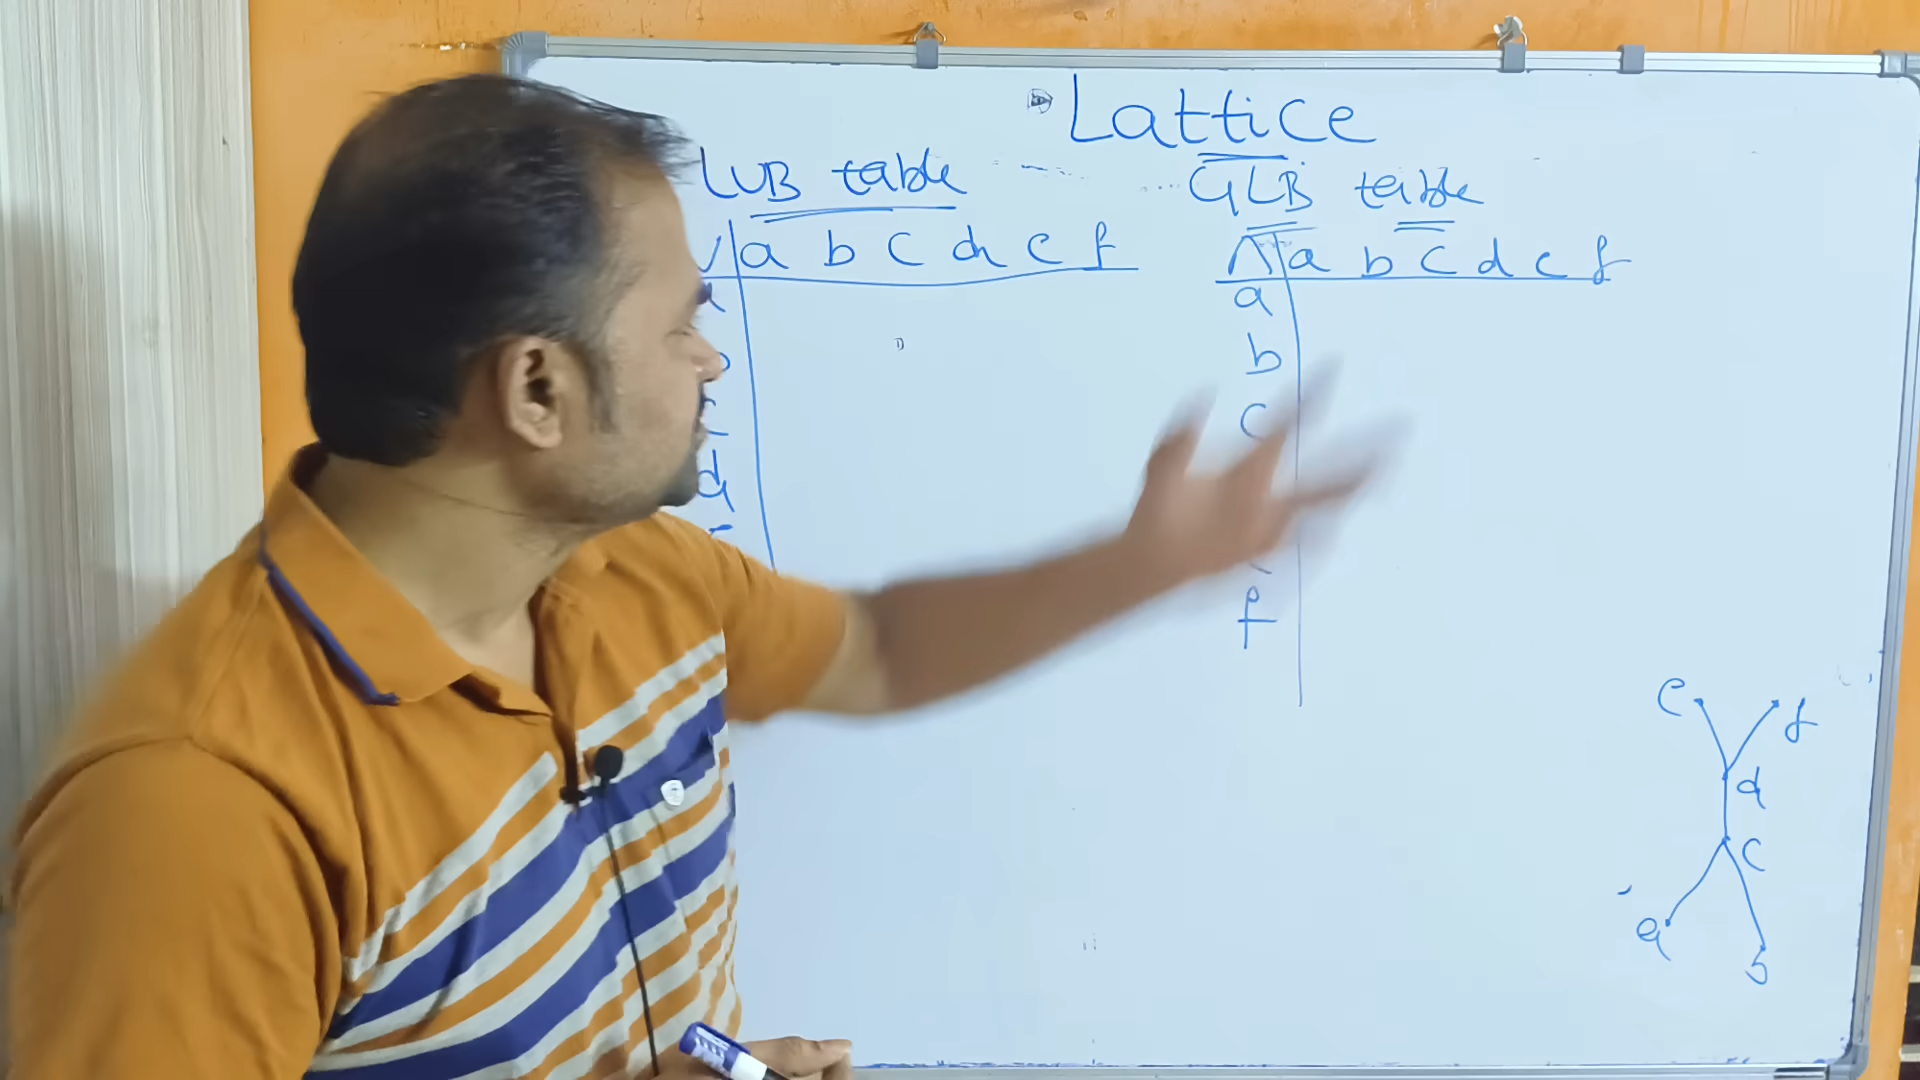 Lattice
LUB table
V a b c d e f
a
b
c
d
GLB table
Λ a b c d e f
a
b
c
f
e f
d
c
a b